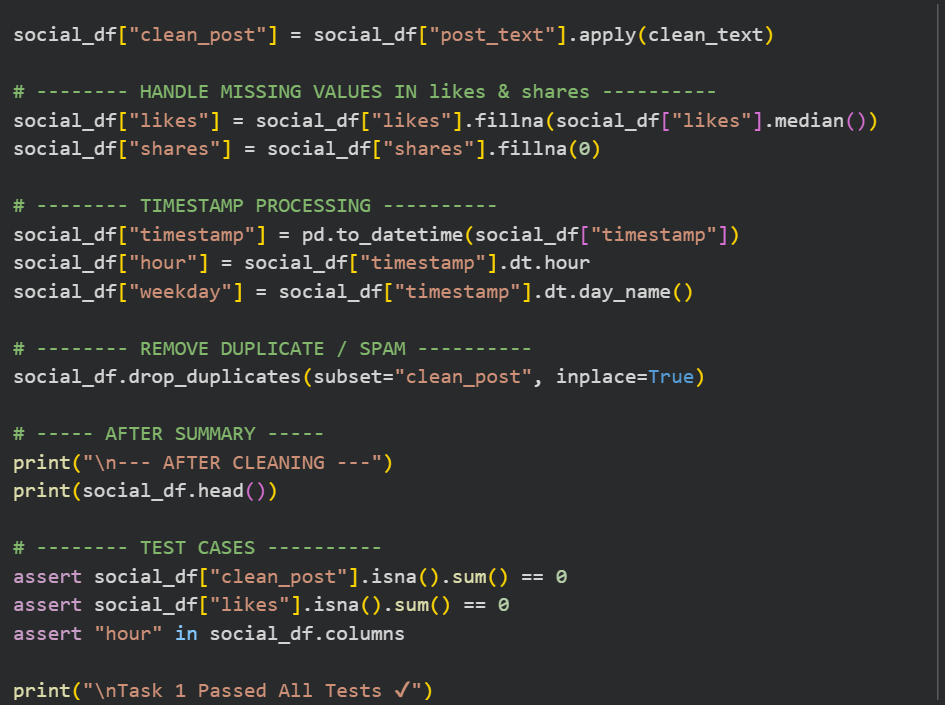 social_df["clean_post"] = social_df["post_text"].apply(clean_text)
# -------- HANDLE MISSING VALUES IN likes & shares ----------
social_df["likes"] = social_df["likes"].fillna(social_df["likes"].median())
social_df["shares"] = social_df["shares"].fillna(0)
# -------- TIMESTAMP PROCESSING ----------
social_df["timestamp"] = pd.to_datetime(social_df["timestamp"])
social_df["hour"] = social_df["timestamp"].dt.hour
social_df["weekday"] = social_df["timestamp"].dt.day_name()
# -------- REMOVE DUPLICATE / SPAM ----------
social_df.drop_duplicates(subset="clean_post", inplace=True)
# ----- AFTER SUMMARY -----
print("\n--- AFTER CLEANING ---")
print(social_df.head())
# -------- TEST CASES ----------
assert social_df["clean_post"].isna().sum() == 0
assert social_df["likes"].isna().sum() == 0
assert "hour" in social_df.columns
print("\nTask 1 Passed All Tests ✓")